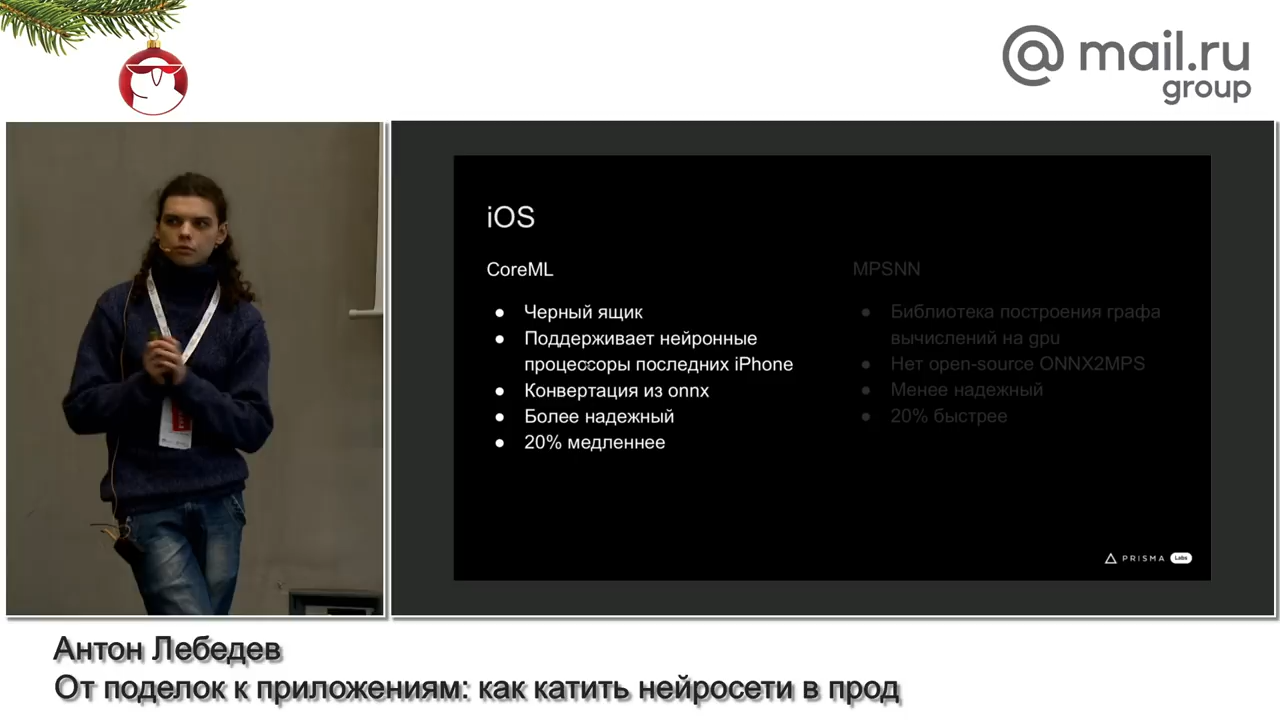 @ mail.ru
group
iOS
CoreML
● Черный ящик
● Поддерживает нейронные
процессоры последних iPhone
● Конвертация из onnx
● Более надежный
● 20% медленнее
MPSNN
● Библиотека построения графа
вычислений на gpu
● Нет open-source ONNX2MPS
● Менее надежный
● 20% быстрее
PRISMA Labs
Антон Лебедев
От поделок к приложениям: как катить нейросети в прод